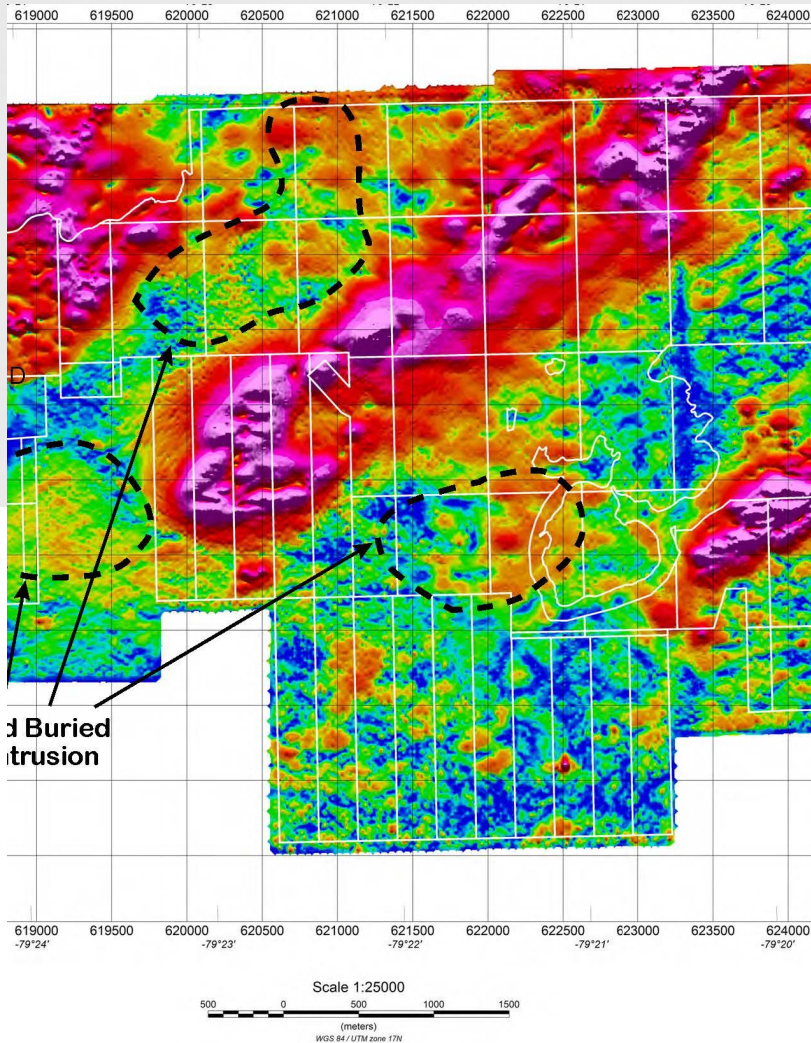 619000 619500 620000 620500 621000 621500 622000 622500 623000 623500 624000
D
d Buried
trusion
619000 619500 620000 620500 621000 621500 622000 622500 623000 623500 624000
-79°24' -79°23' -79°22' -79°21' -79°20'
Scale 1:25000
500 0 500 1000 1500
(meters)
WGS 84 / UTM zone 17N